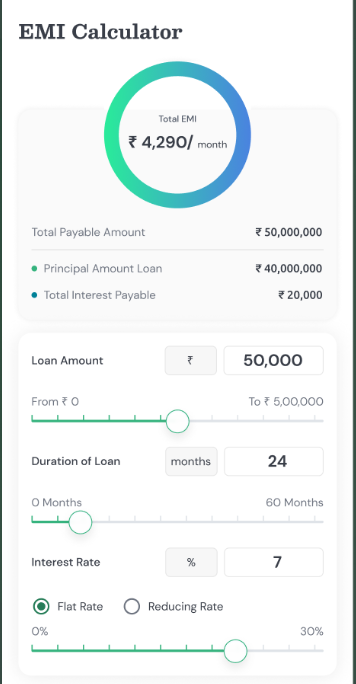 EMI Calculator
Total EMI
₹ 4,290/ month
Total Payable Amount ₹ 50,000,000
Principal Amount Loan ₹ 40,000,000
Total Interest Payable ₹ 20,000
Loan Amount ₹ 50,000
From ₹ 0 To ₹ 5,00,000
Duration of Loan months 24
0 Months 60 Months
Interest Rate % 7
Flat Rate Reducing Rate
0% 30%